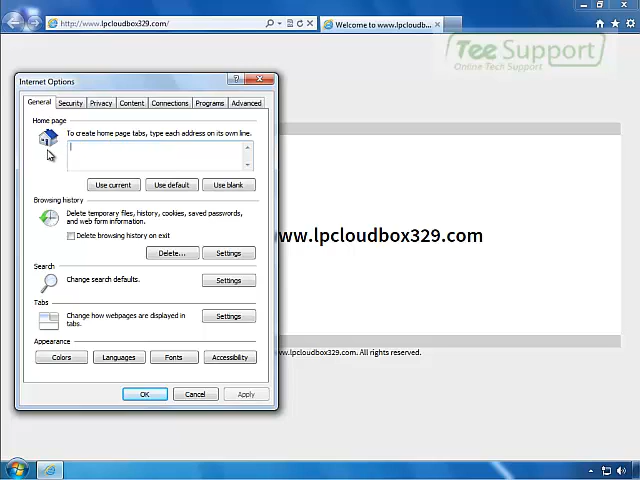 http://www.lpcloudbox329.com/
Welcome to www.lpcloudb...
Tee Support
Online Tech Support
Internet Options
General Security Privacy Content Connections Programs Advanced
Home page
To create home page tabs, type each address on its own line.
Use current Use default Use blank
Browsing history
Delete temporary files, history, cookies, saved passwords,
and web form information.
Delete browsing history on exit
Delete... Settings
ww.lpcloudbox329.com
Search
Change search defaults.
Settings
Tabs
Change how webpages are displayed in
tabs.
Settings
Appearance
Colors Languages Fonts Accessibility
ww.lpcloudbox329.com. All rights reserved.
OK Cancel Apply